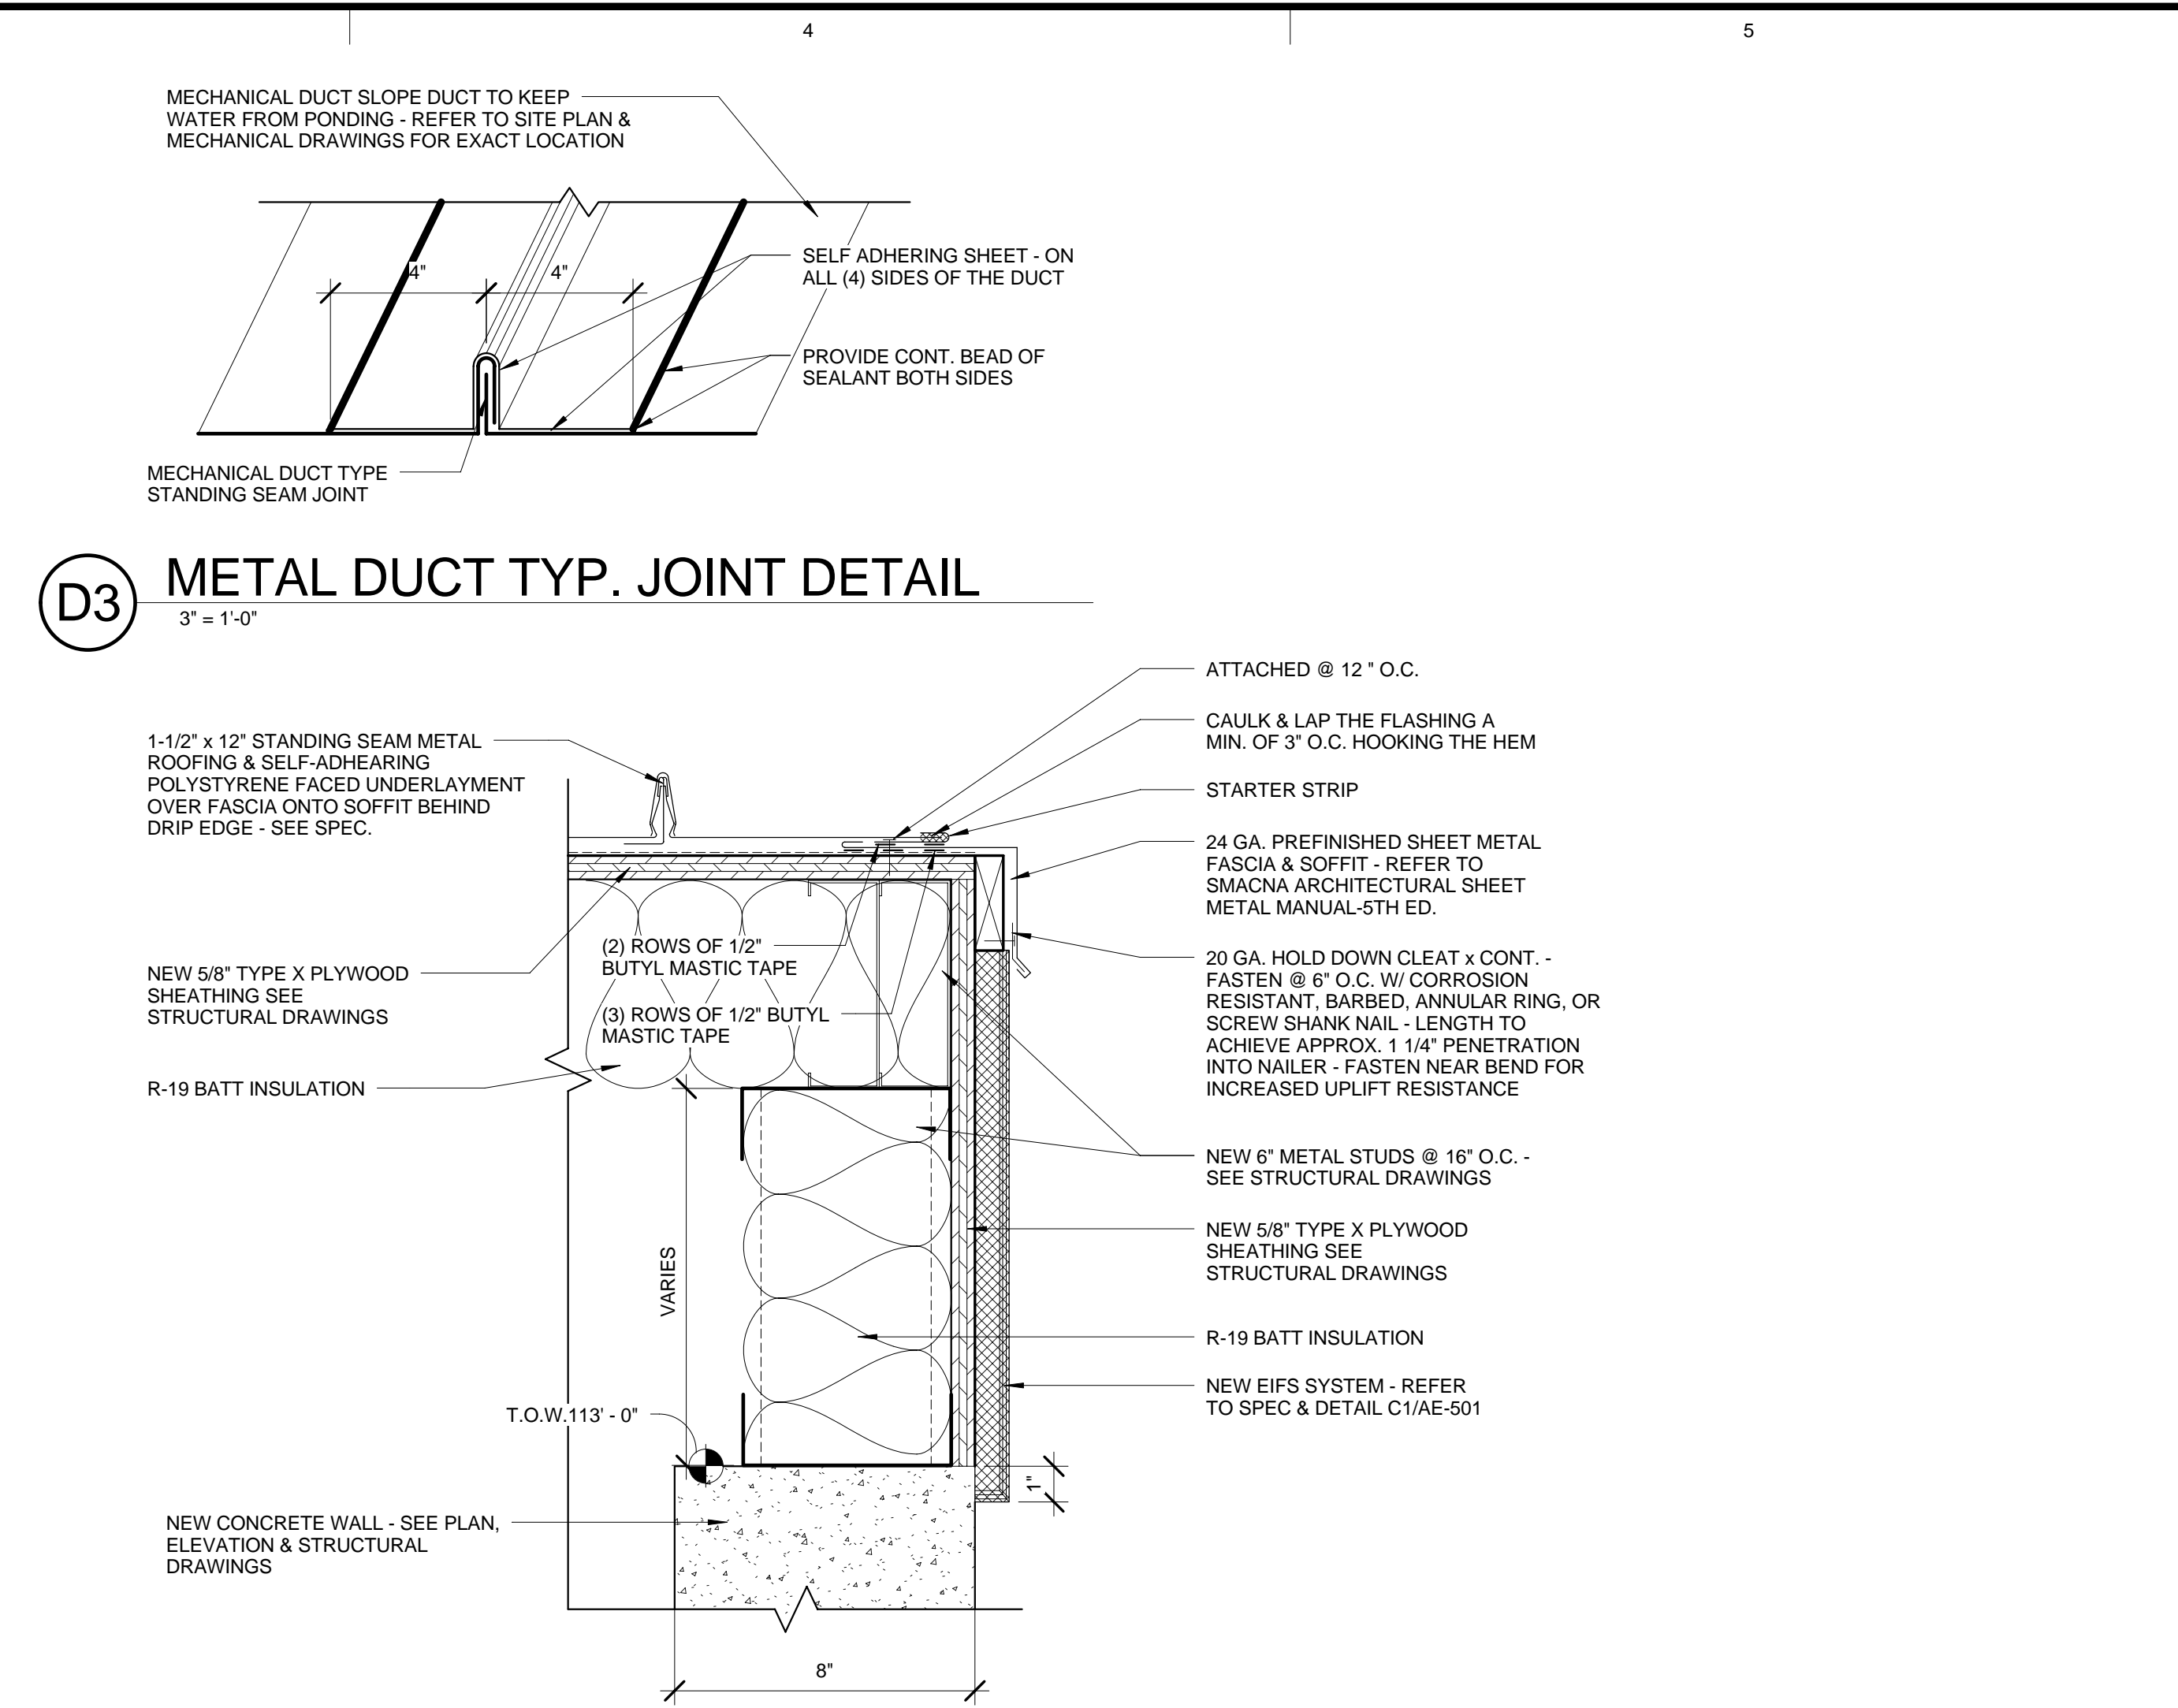 4
5
MECHANICAL DUCT SLOPE DUCT TO KEEP
WATER FROM PONDING - REFER TO SITE PLAN &
MECHANICAL DRAWINGS FOR EXACT LOCATION
4"
4"
SELF ADHERING SHEET - ON
ALL (4) SIDES OF THE DUCT
PROVIDE CONT. BEAD OF
SEALANT BOTH SIDES
MECHANICAL DUCT TYPE
STANDING SEAM JOINT
D3
METAL DUCT TYP. JOINT DETAIL
3" = 1'-0"
1-1/2" x 12" STANDING SEAM METAL
ROOFING & SELF-ADHEARING
POLYSTYRENE FACED UNDERLAYMENT
OVER FASCIA ONTO SOFFIT BEHIND
DRIP EDGE - SEE SPEC.
NEW 5/8" TYPE X PLYWOOD
SHEATHING SEE
STRUCTURAL DRAWINGS
R-19 BATT INSULATION
(2) ROWS OF 1/2"
BUTYL MASTIC TAPE
(3) ROWS OF 1/2" BUTYL
MASTIC TAPE
VARIES
T.O.W.113' - 0"
NEW CONCRETE WALL - SEE PLAN,
ELEVATION & STRUCTURAL
DRAWINGS
8"
1"
ATTACHED @ 12 " O.C.
CAULK & LAP THE FLASHING A
MIN. OF 3" O.C. HOOKING THE HEM
STARTER STRIP
24 GA. PREFINISHED SHEET METAL
FASCIA & SOFFIT - REFER TO
SMACNA ARCHITECTURAL SHEET
METAL MANUAL-5TH ED.
20 GA. HOLD DOWN CLEAT x CONT. -
FASTEN @ 6" O.C. W/ CORROSION
RESISTANT, BARBED, ANNULAR RING, OR
SCREW SHANK NAIL - LENGTH TO
ACHIEVE APPROX. 1 1/4" PENETRATION
INTO NAILER - FASTEN NEAR BEND FOR
INCREASED UPLIFT RESISTANCE
NEW 6" METAL STUDS @ 16" O.C. -
SEE STRUCTURAL DRAWINGS
NEW 5/8" TYPE X PLYWOOD
SHEATHING SEE
STRUCTURAL DRAWINGS
R-19 BATT INSULATION
NEW EIFS SYSTEM - REFER
TO SPEC & DETAIL C1/AE-501